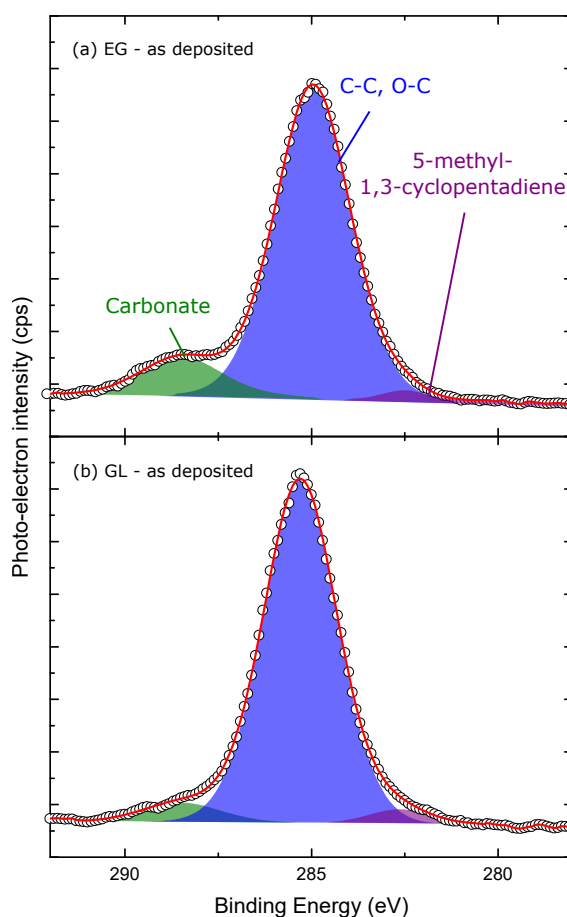 (a) EG - as deposited
C-C, O-C
5-methyl-
1,3-cyclopentadiene
Carbonate
(b) GL - as deposited
Photo-electron intensity (cps)
290
285
280
Binding Energy (eV)